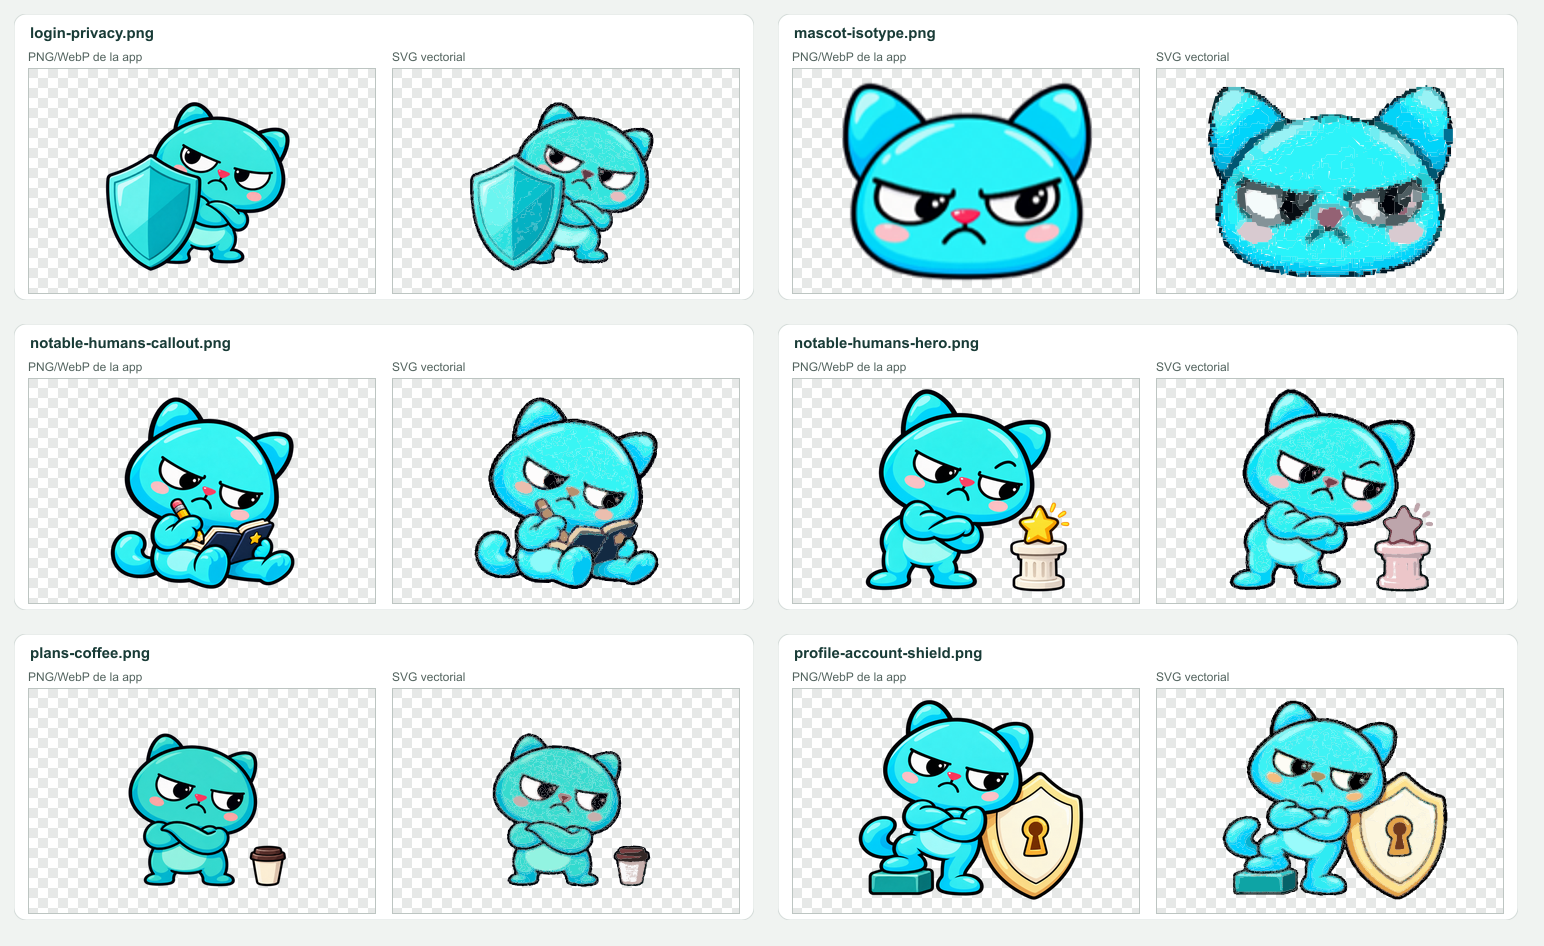 login-privacy.png
PNG/WebP de la app
SVG vectorial
mascot-isotype.png
PNG/WebP de la app
SVG vectorial
notable-humans-callout.png
PNG/WebP de la app
SVG vectorial
notable-humans-hero.png
PNG/WebP de la app
SVG vectorial
plans-coffee.png
PNG/WebP de la app
SVG vectorial
profile-account-shield.png
PNG/WebP de la app
SVG vectorial